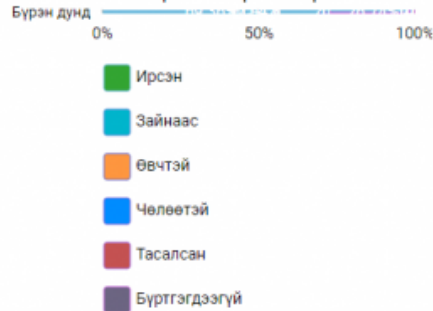 Бүрэн дунд
0% 50% 100%
Ирсэн
Зайнаас
Өвчтэй
Чөлөөтэй
Тасалсан
Бүртгэгдээгүй